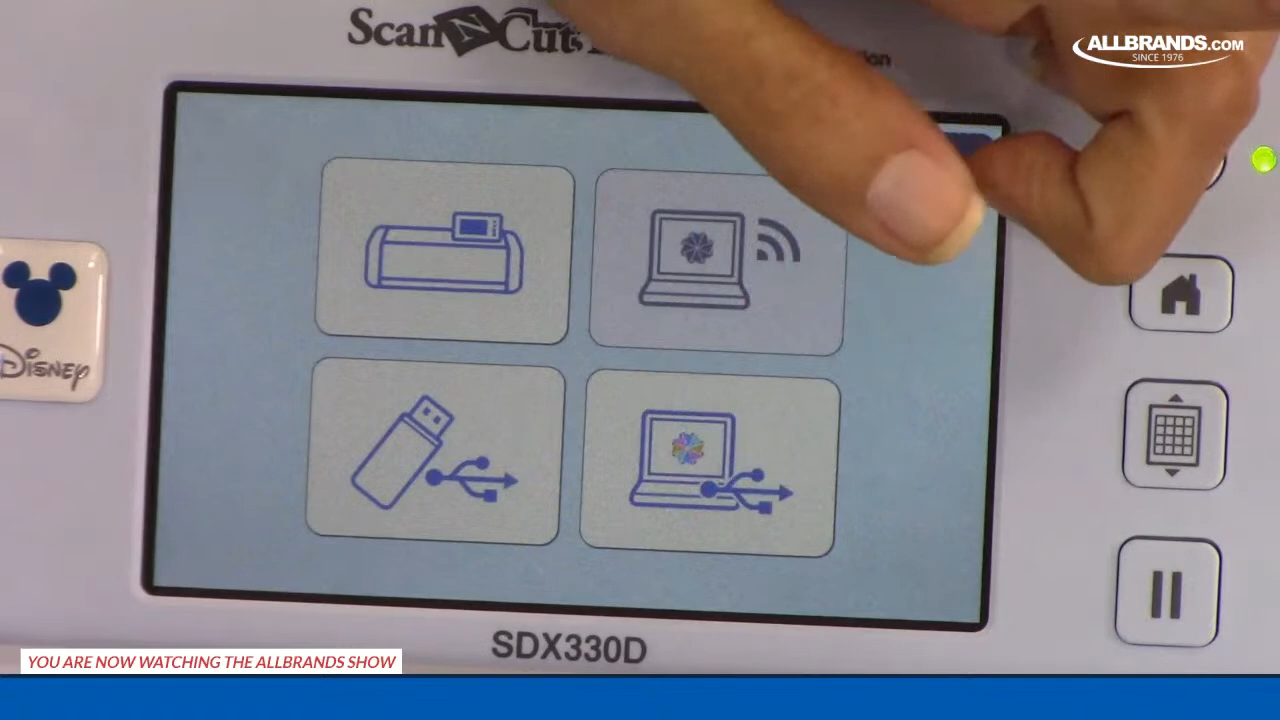 ScanNCut
ALLBRANDS.COM
SINCE 1976
Disney
SDX330D
YOU ARE NOW WATCHING THE ALLBRANDS SHOW